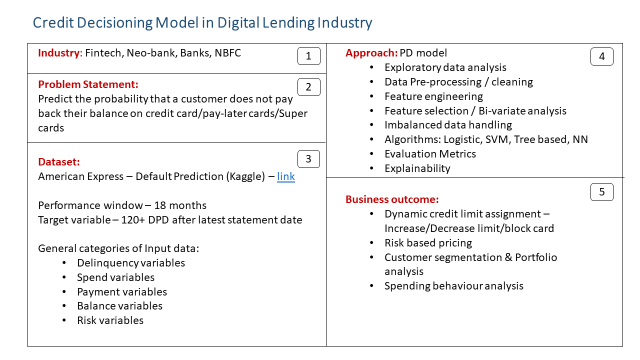 Credit Decisioning Model in Digital Lending Industry
Industry: Fintech, Neo-bank, Banks, NBFC
1
Problem Statement:
2
Predict the probability that a customer does not pay
back their balance on credit card/pay-later cards/Super
cards
3
Dataset:
American Express – Default Prediction (Kaggle) – link
Performance window – 18 months
Target variable – 120+ DPD after latest statement date
General categories of Input data:
• Delinquency variables
• Spend variables
• Payment variables
• Balance variables
• Risk variables
Approach: PD model
4
• Exploratory data analysis
• Data Pre-processing / cleaning
• Feature engineering
• Feature selection / Bi-variate analysis
• Imbalanced data handling
• Algorithms: Logistic, SVM, Tree based, NN
• Evaluation Metrics
• Explainability
5
Business outcome:
• Dynamic credit limit assignment –
Increase/Decrease limit/block card
• Risk based pricing
• Customer segmentation & Portfolio
analysis
• Spending behaviour analysis